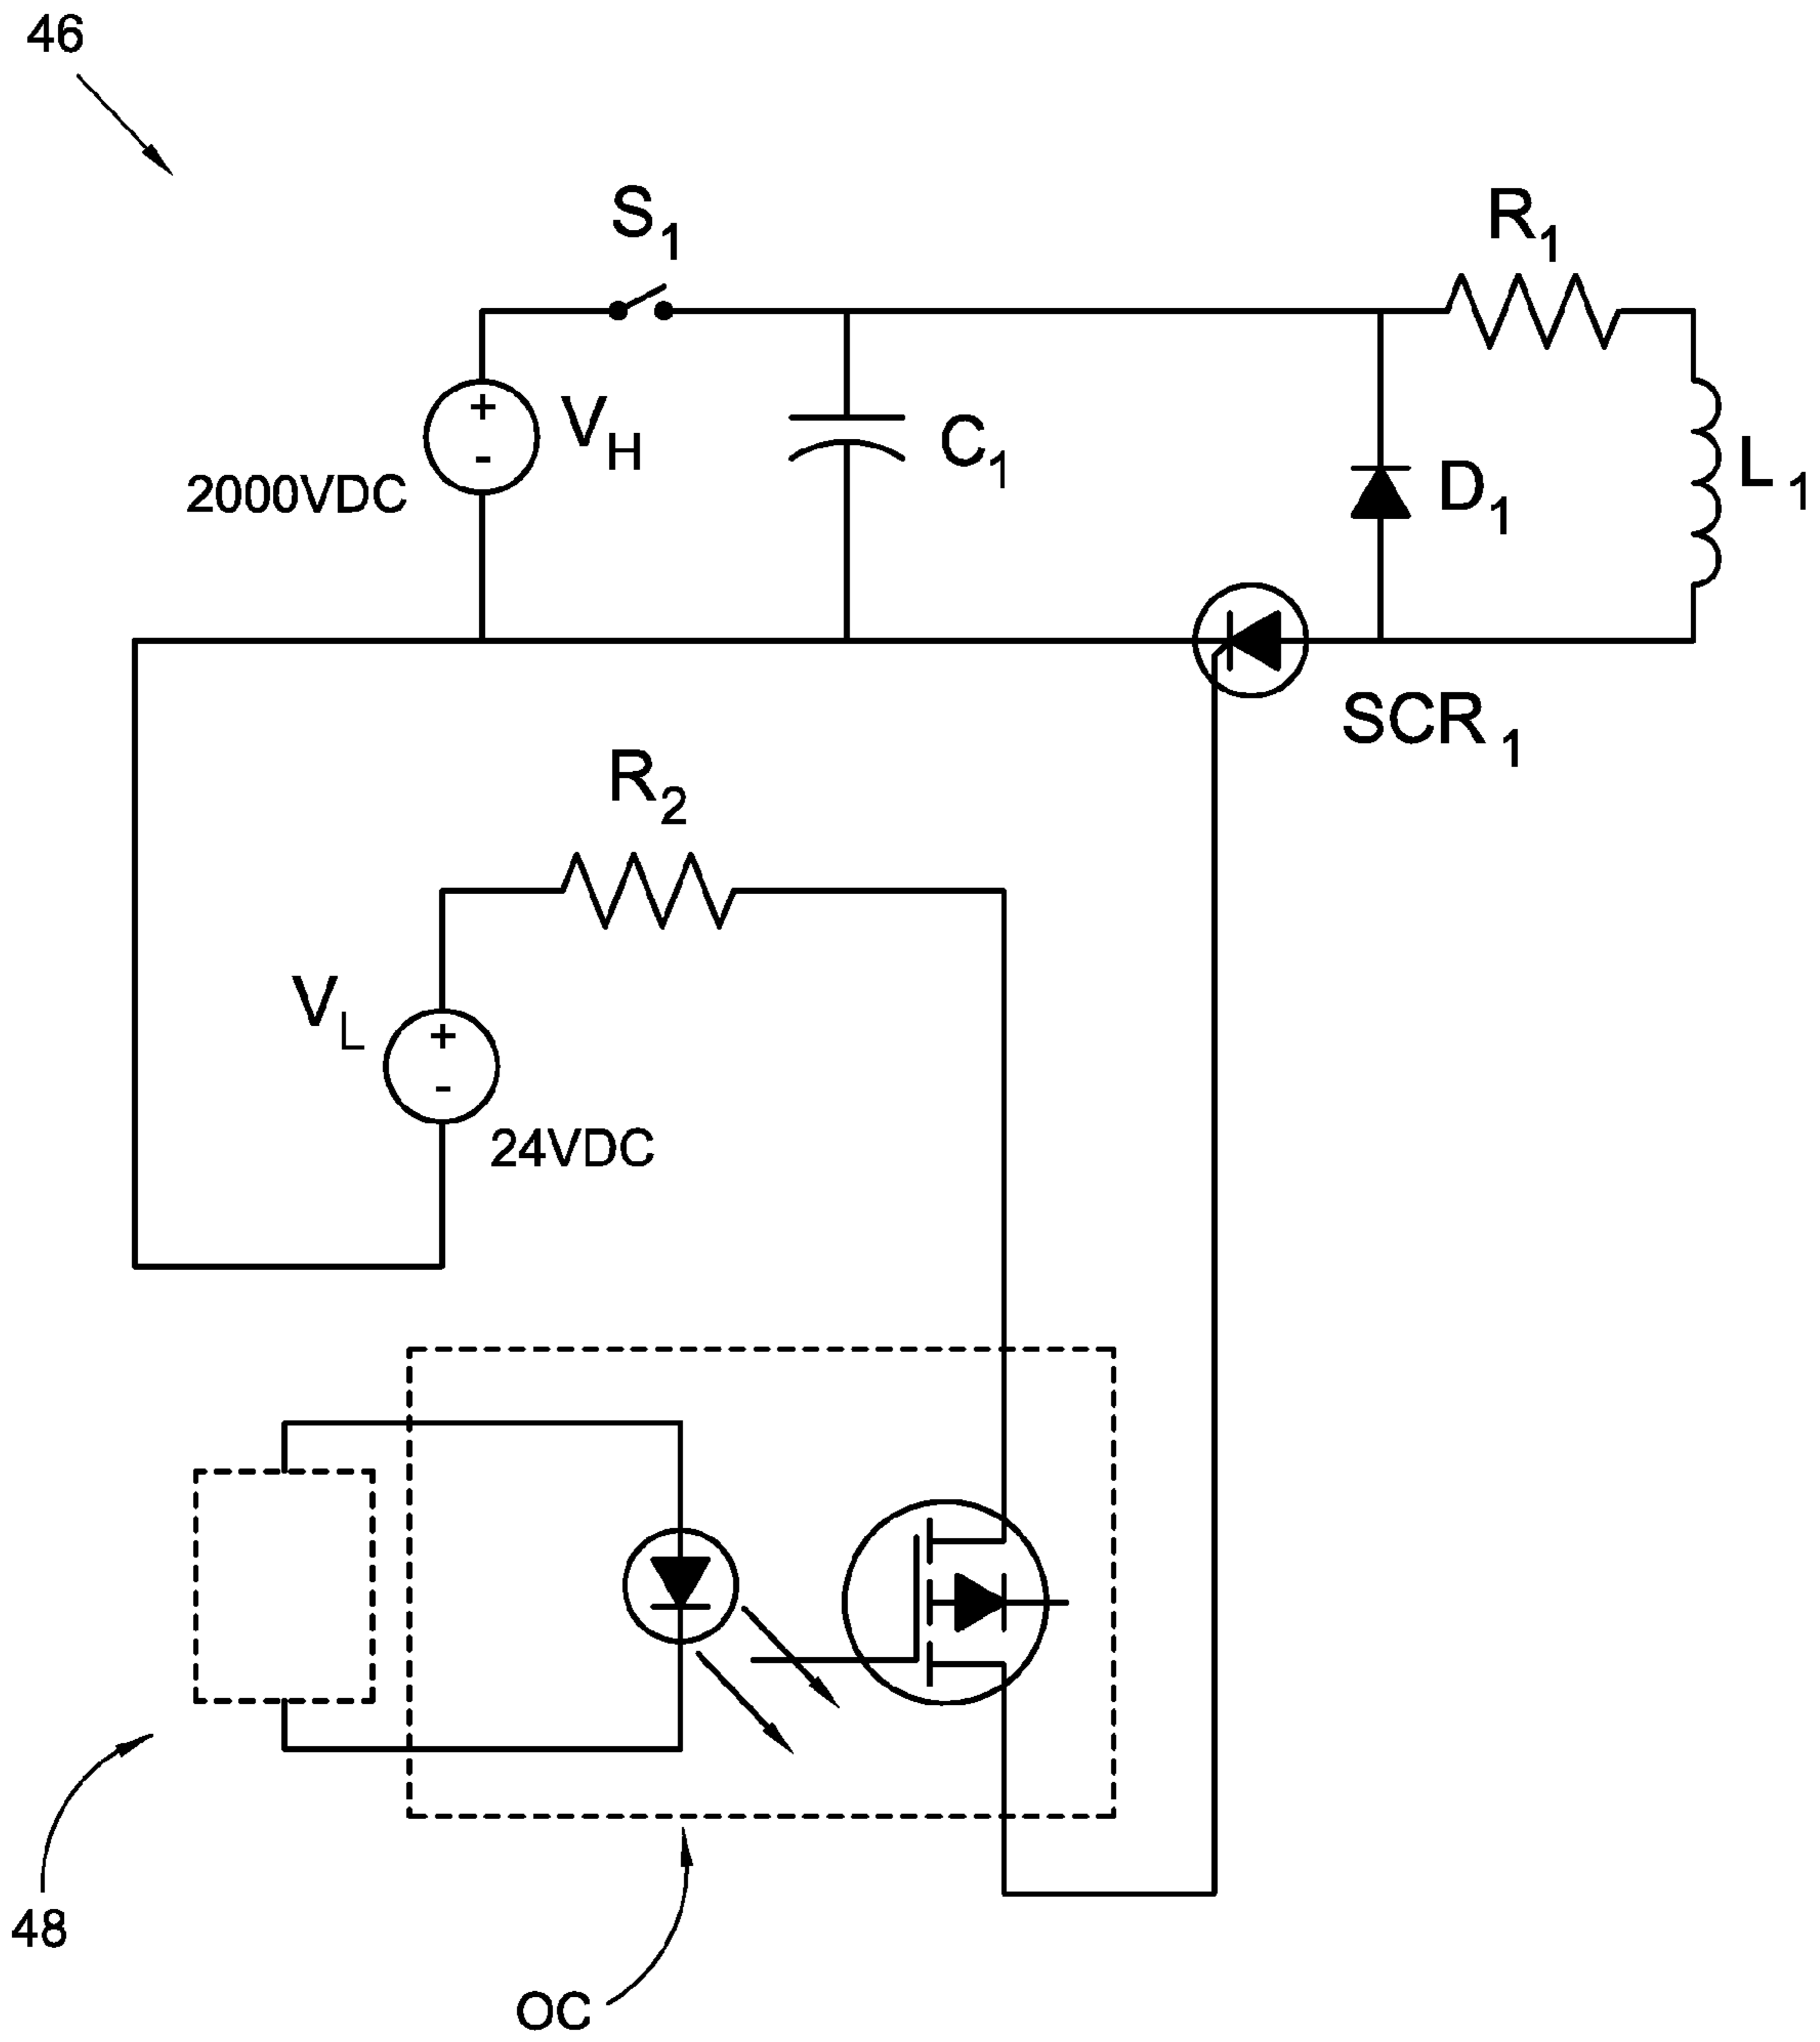 46
S1
R1
+
-
VH
2000VDC
C1
D1
L1
SCR1
R2
VL
+
-
24VDC
48
OC